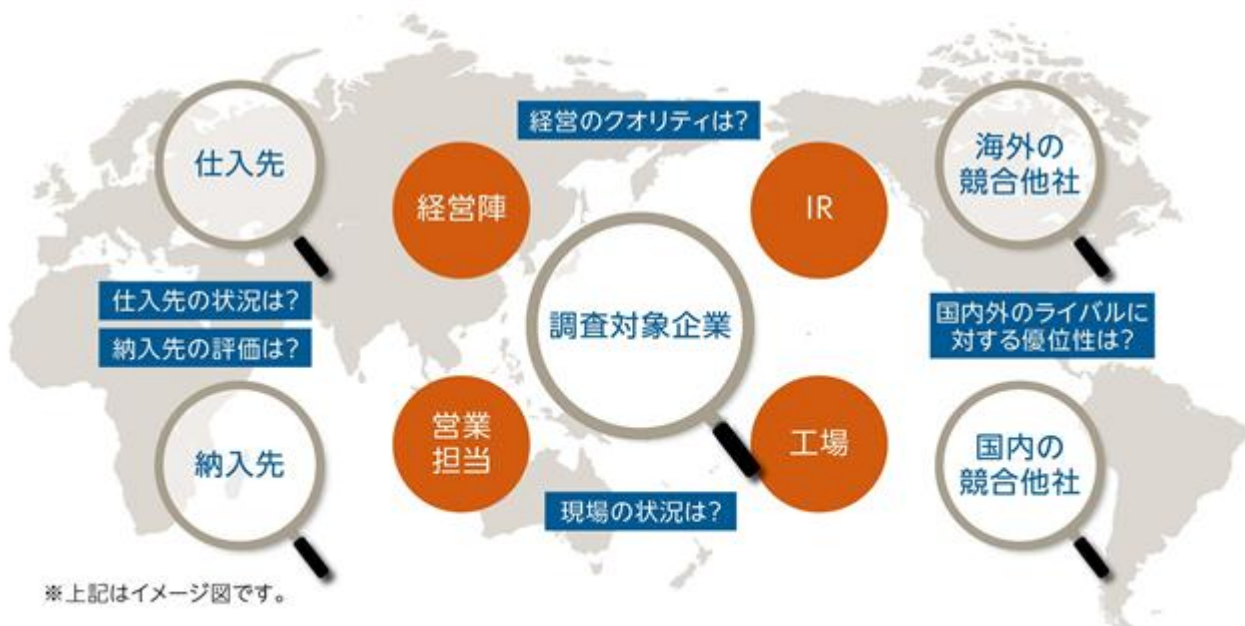 経営のクオリティは?
仕入先
経営陣
IR
海外の
競合他社
仕入先の状況は?
納入先の評価は?
調査対象企業
国内外のライバルに
対する優位性は?
納入先
営業
担当
工場
国内の
競合他社
現場の状況は?
※上記はイメージ図です。